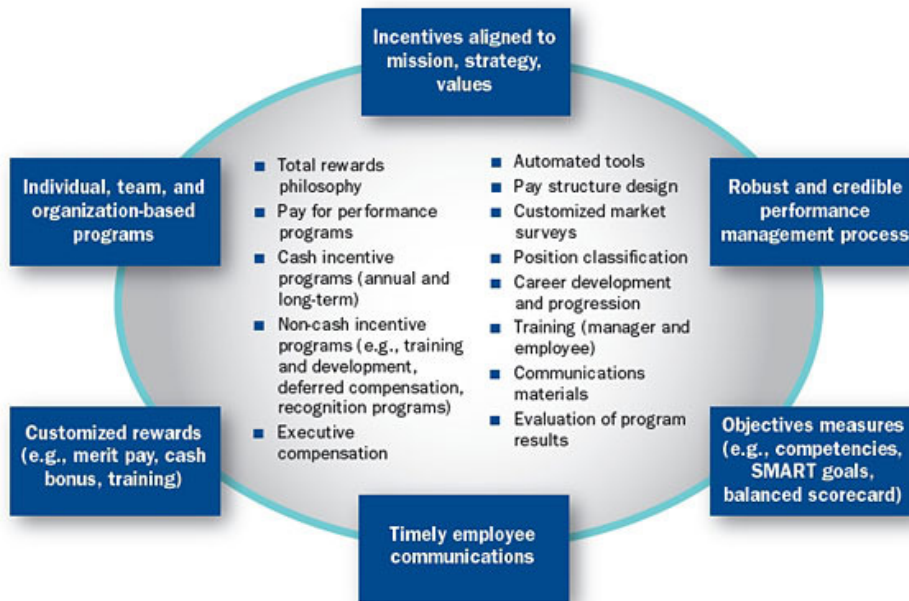 Incentives aligned to
mission, strategy,
values
Individual, team, and
organization-based
programs
Total rewards
philosophy
Pay for performance
programs
Cash incentive
programs (annual and
long-term)
Non-cash incentive
programs (e.g., training
and development,
deferred compensation,
recognition programs)
Executive
compensation
Automated tools
Pay structure design
Customized market
surveys
Position classification
Career development
and progression
Training (manager and
employee)
Communications
materials
Evaluation of program
results
Robust and credible
performance
management process
Customized rewards
(e.g., merit pay, cash
bonus, training)
Objectives measures
(e.g., competencies,
SMART goals,
balanced scorecard)
Timely employee
communications